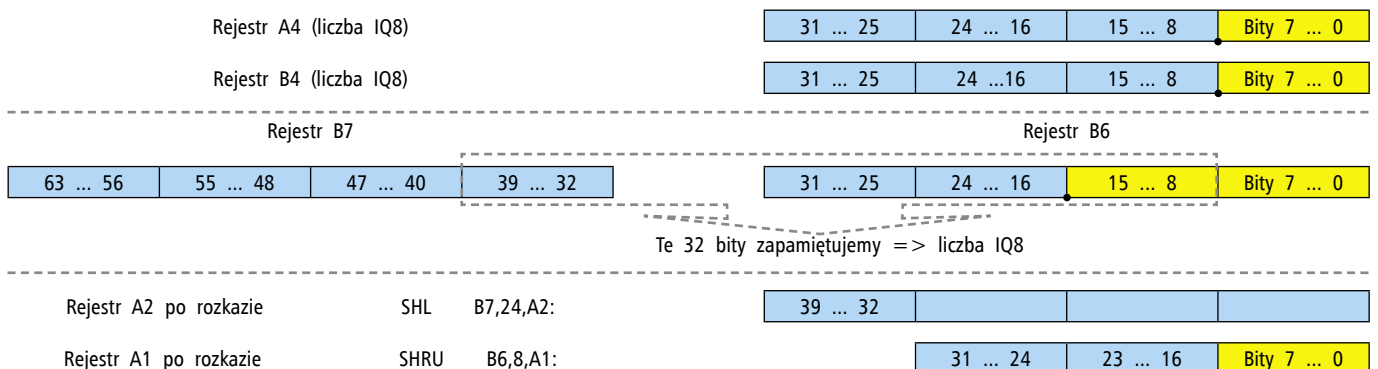 Rejestr A4 (liczba IQ8) 31 ... 25 24 ... 16 15 ... 8 Bity 7 ... 0
Rejestr B4 (liczba IQ8) 31 ... 25 24 ...16 15 ... 8 Bity 7 ... 0
Rejestr B7 Rejestr B6
63 ... 56 55 ... 48 47 ... 40 39 ... 32 31 ... 25 24 ... 16 15 ... 8 Bity 7 ... 0
Te 32 bity zapamiętujemy => liczba IQ8
Rejestr A2 po rozkazie SHL B7,24,A2: 39 ... 32
Rejestr A1 po rozkazie SHRU B6,8,A1: 31 ... 24 23 ... 16 Bity 7 ... 0